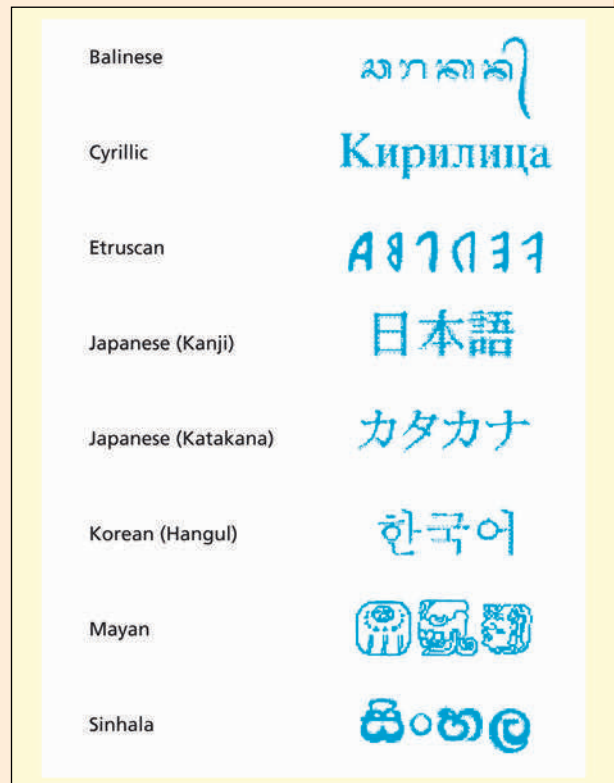 Balinese
Cyrillic Кирилица
Etruscan 𐌀𐌁𐌂𐌃𐌄𐌅
Japanese (Kanji) 日本語
Japanese (Katakana) カタカナ
Korean (Hangul) 한국어
Mayan
Sinhala සිංහල